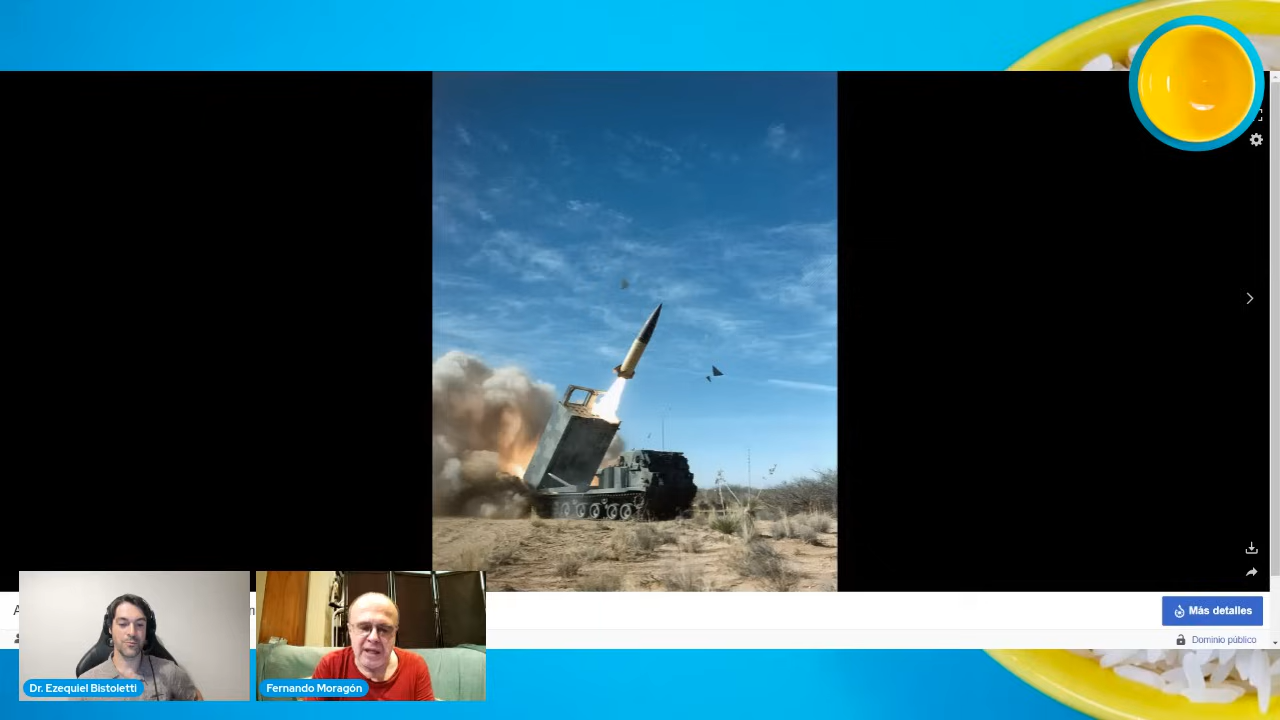 A
n
Más detalles
Dominio público
Dr. Ezequiel Bistoletti
Fernando Moragón